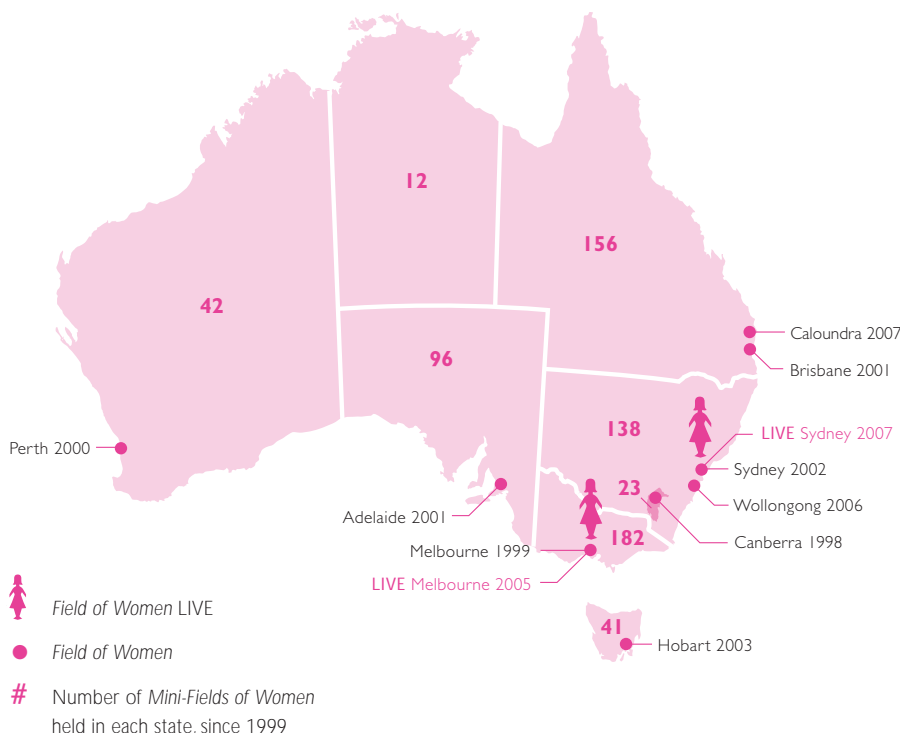 12
156
42
Caloundra 2007
96
Brisbane 2001
138
LIVE Sydney 2007
Perth 2000
Sydney 2002
23
Wollongong 2006
Adelaide 2001
182
Canberra 1998
Melbourne 1999
LIVE Melbourne 2005
Field of Women LIVE
41
Hobart 2003
Field of Women
# Number of Mini-Fields of Women
held in each state, since 1999